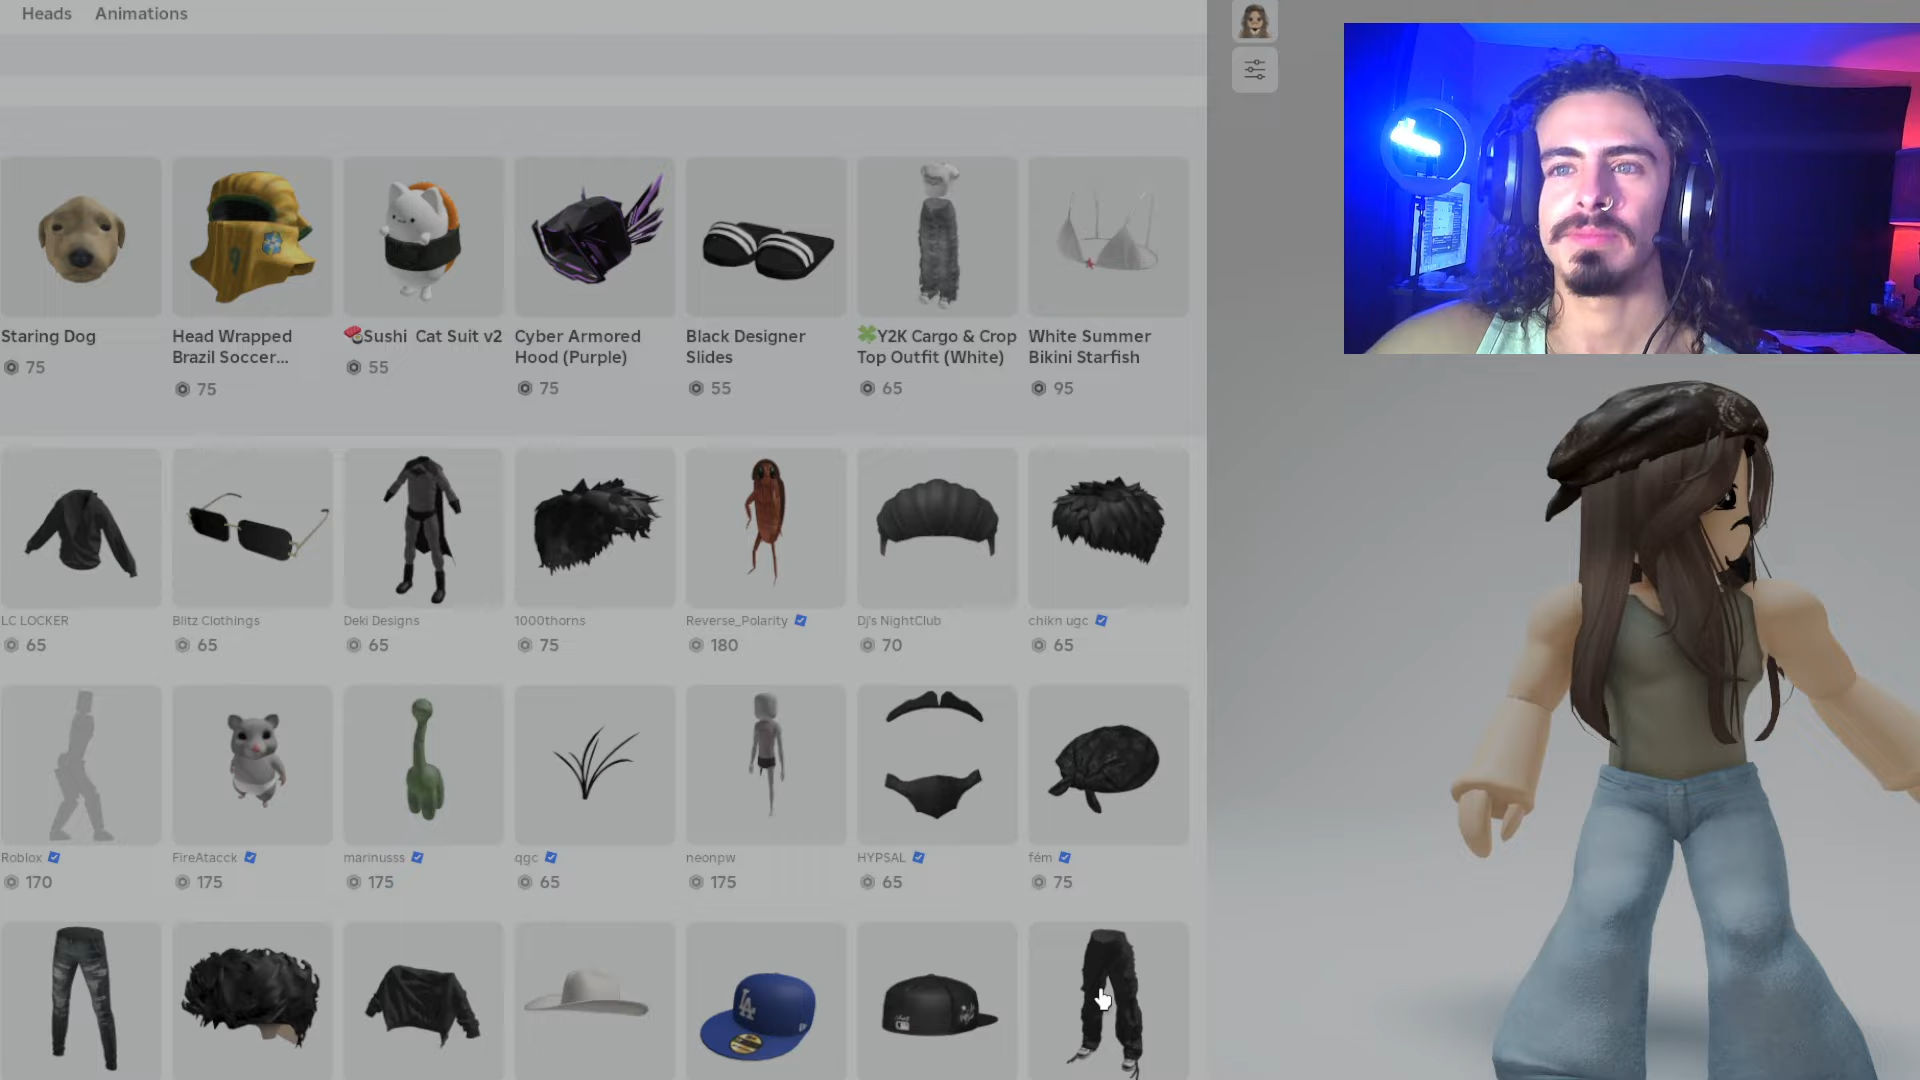 Heads Animations
Staring Dog
75
Head Wrapped
Brazil Soccer...
75
🍣Sushi Cat Suit v2
55
Cyber Armored
Hood (Purple)
75
Black Designer
Slides
55
🍀Y2K Cargo & Crop
Top Outfit (White)
65
White Summer
Bikini Starfish
95
LC LOCKER
65
Blitz Clothings
65
Deki Designs
65
1000thorns
75
Reverse_Polarity
180
Dj's NightClub
70
chikn ugc
65
Roblox
170
FireAtacck
175
marinusss
175
qgc
65
neonpw
175
HYPSAL
65
fém
75
LA